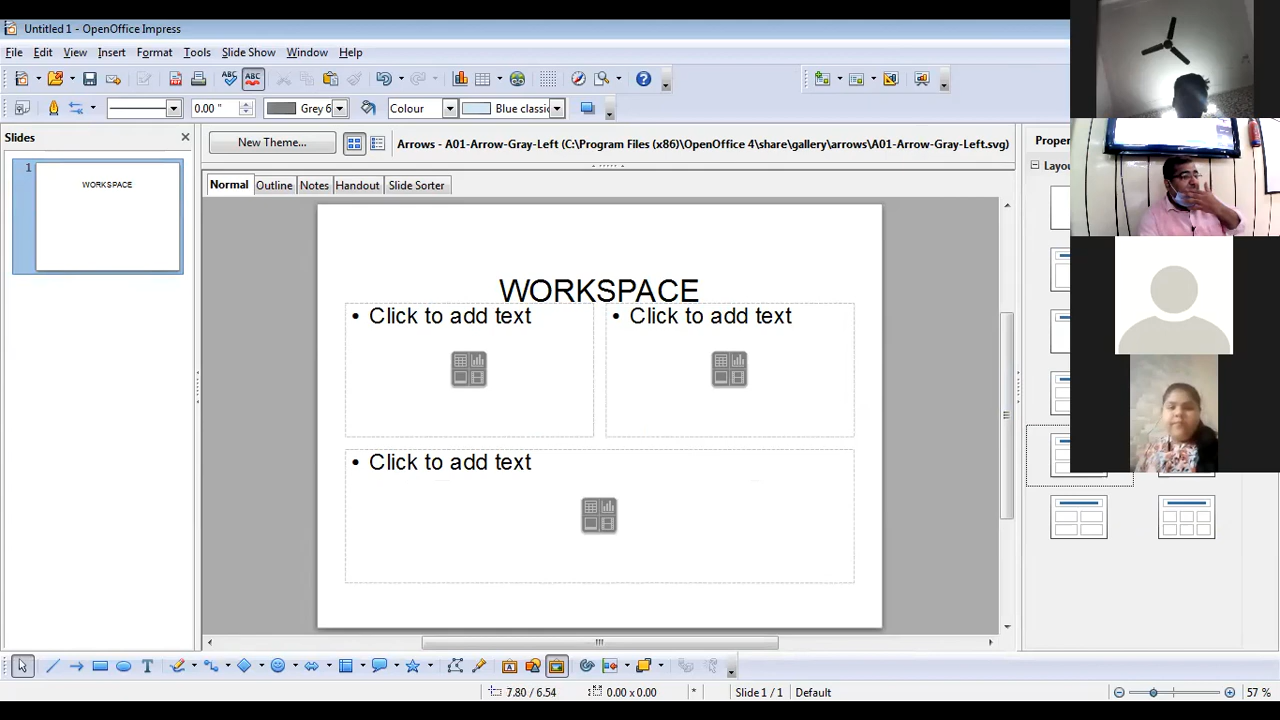 Untitled 1 - OpenOffice Impress
File Edit View Insert Format Tools Slide Show Window Help
0.00 " Grey 6 Colour Blue classic
Slides
New Theme... Arrows - A01-Arrow-Gray-Left (C:\Program Files (x86)\OpenOffice 4\share\gallery\arrows\A01-Arrow-Gray-Left.svg)
Normal Outline Notes Handout Slide Sorter
1
WORKSPACE
WORKSPACE
• Click to add text
• Click to add text
• Click to add text
7.80 / 6.54 0.00 x 0.00 * Slide 1 / 1 Default 57 %